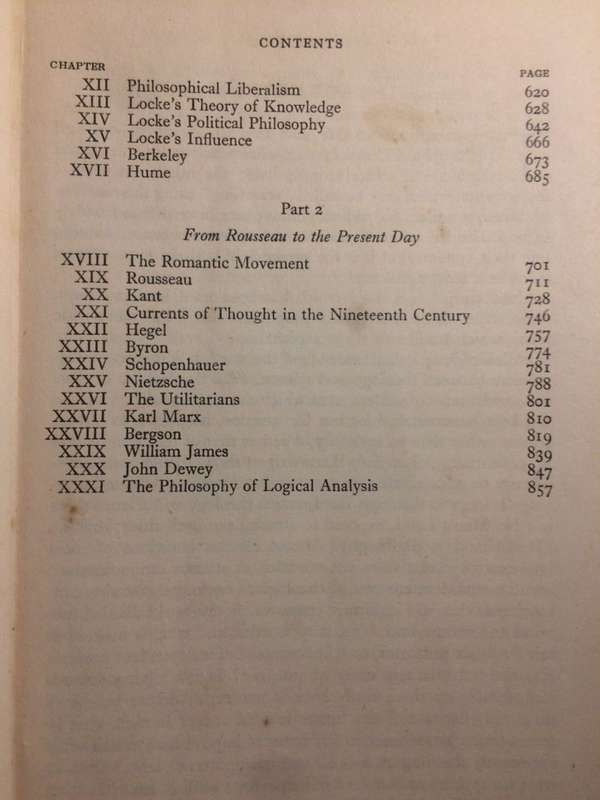 CONTENTS
CHAPTER PAGE
XII Philosophical Liberalism 620
XIII Locke's Theory of Knowledge 628
XIV Locke's Political Philosophy 642
XV Locke's Influence 666
XVI Berkeley 673
XVII Hume 685
Part 2
From Rousseau to the Present Day
XVIII The Romantic Movement 701
XIX Rousseau 711
XX Kant 728
XXI Currents of Thought in the Nineteenth Century 746
XXII Hegel 757
XXIII Byron 774
XXIV Schopenhauer 781
XXV Nietzsche 788
XXVI The Utilitarians 801
XXVII Karl Marx 810
XXVIII Bergson 819
XXIX William James 839
XXX John Dewey 847
XXXI The Philosophy of Logical Analysis 857